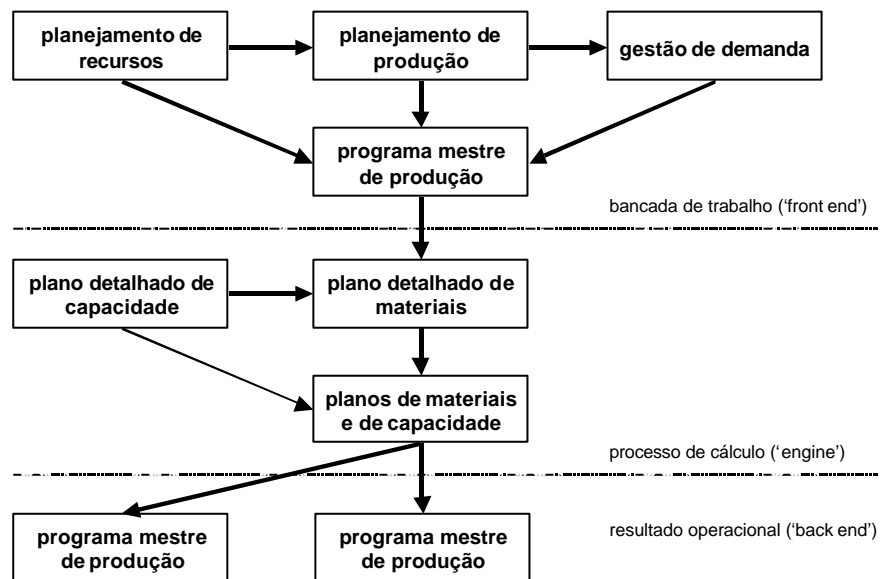 planejamento de
recursos
planejamento de
produção
gestão de demanda
programa mestre
de produção
bancada de trabalho (‘front end’)
plano detalhado de
capacidade
plano detalhado de
materiais
planos de materiais
e de capacidade
processo de cálculo (‘engine’)
programa mestre
de produção
programa mestre
de produção
resultado operacional (‘back end’)